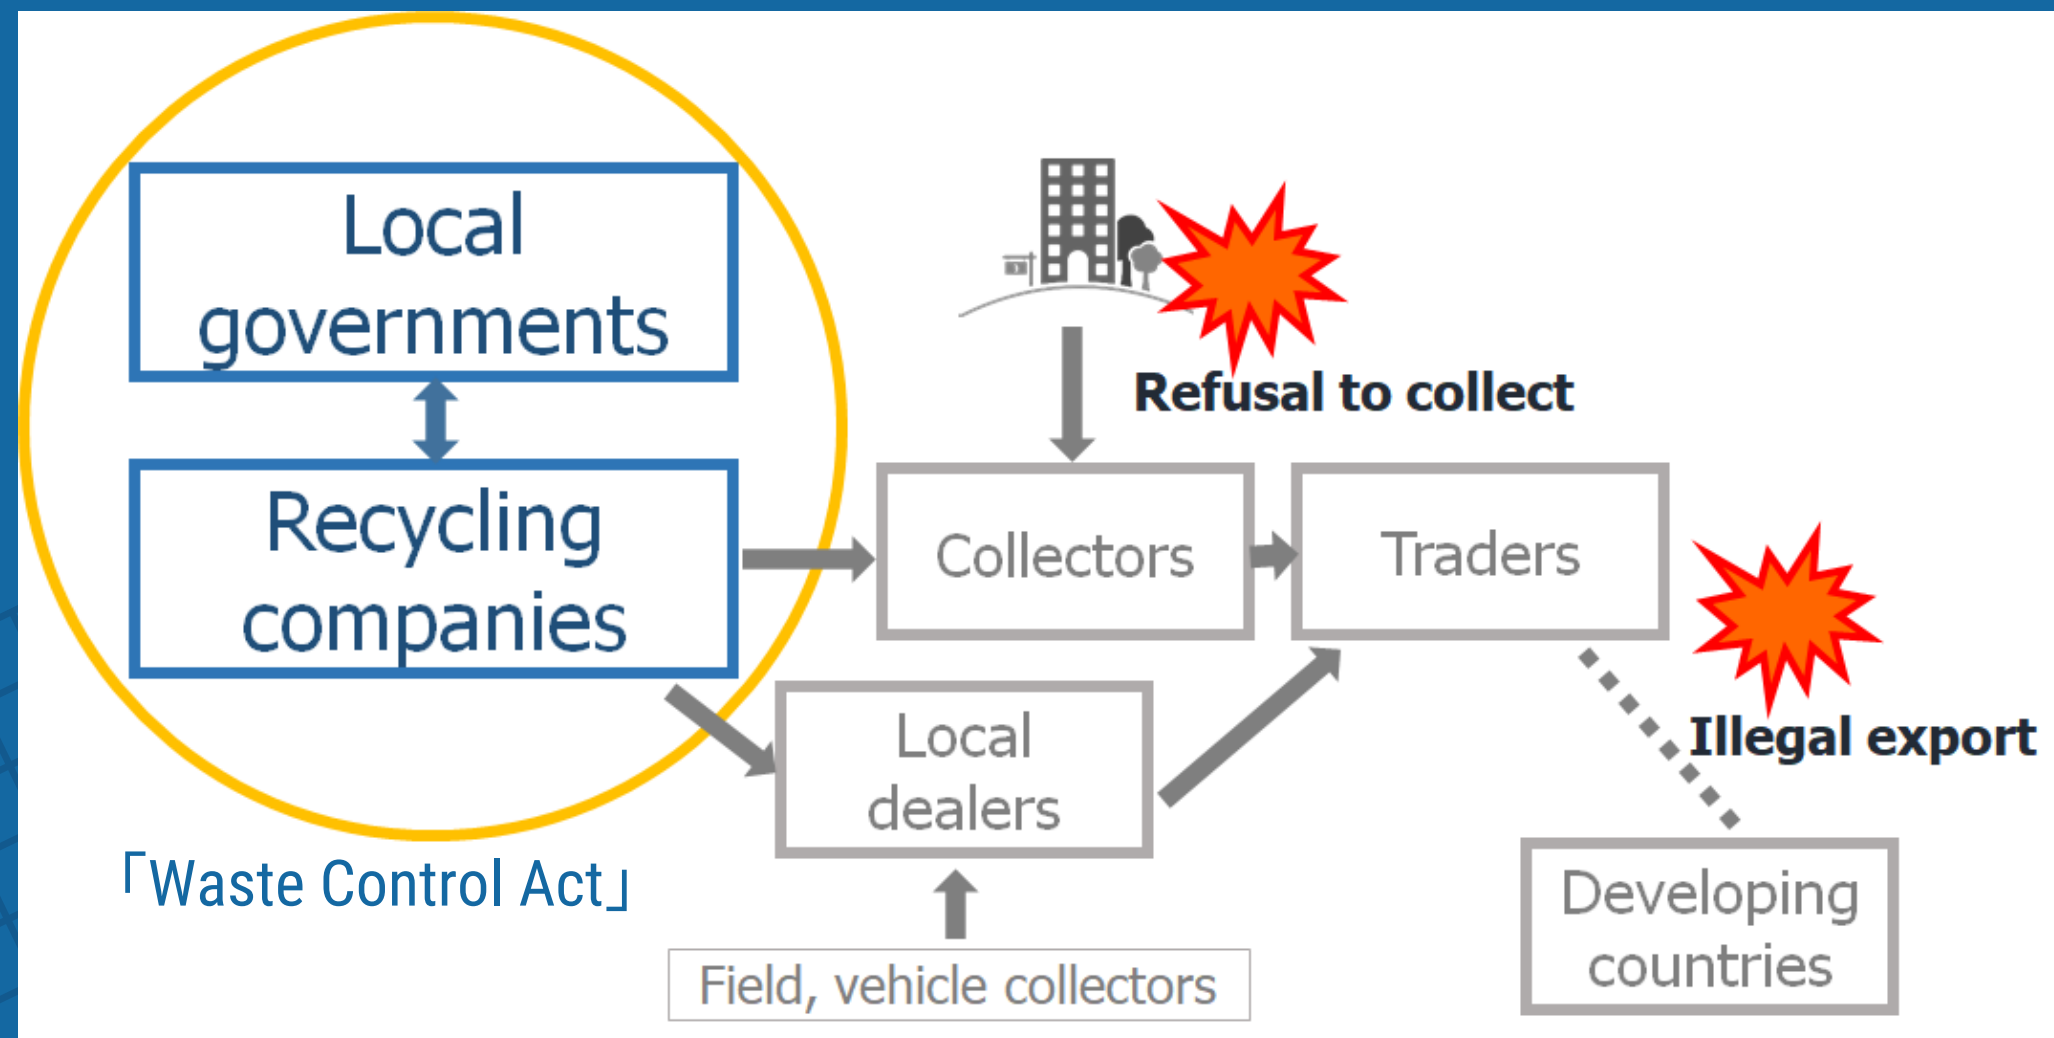 Local
governments
Recycling
companies
「Waste Control Act」
Refusal to collect
Collectors
Traders
Local
dealers
Field, vehicle collectors
Illegal export
Developing
countries